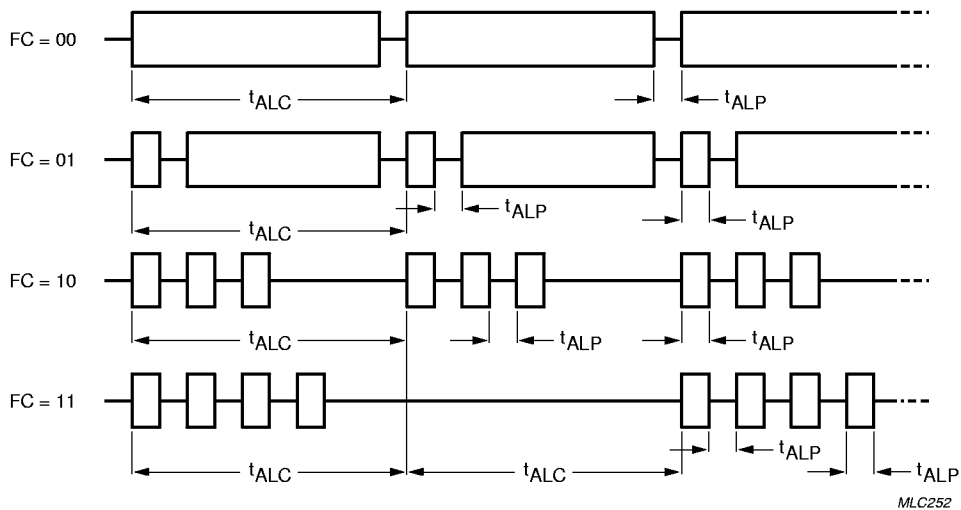 FC = 00
tALC
tALP
FC = 01
tALC
tALP
tALP
FC = 10
tALC
tALP
tALP
FC = 11
tALC
tALC
tALP
tALP
MLC252